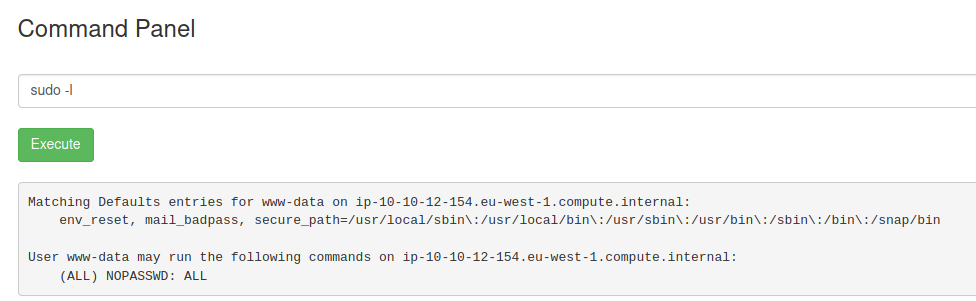 Command Panel
sudo -l
Execute
Matching Defaults entries for www-data on ip-10-10-12-154.eu-west-1.compute.internal:
    env_reset, mail_badpass, secure_path=/usr/local/sbin\:/usr/local/bin\:/usr/sbin\:/usr/bin\:/sbin\:/bin\:/snap/bin
User www-data may run the following commands on ip-10-10-12-154.eu-west-1.compute.internal:
    (ALL) NOPASSWD: ALL